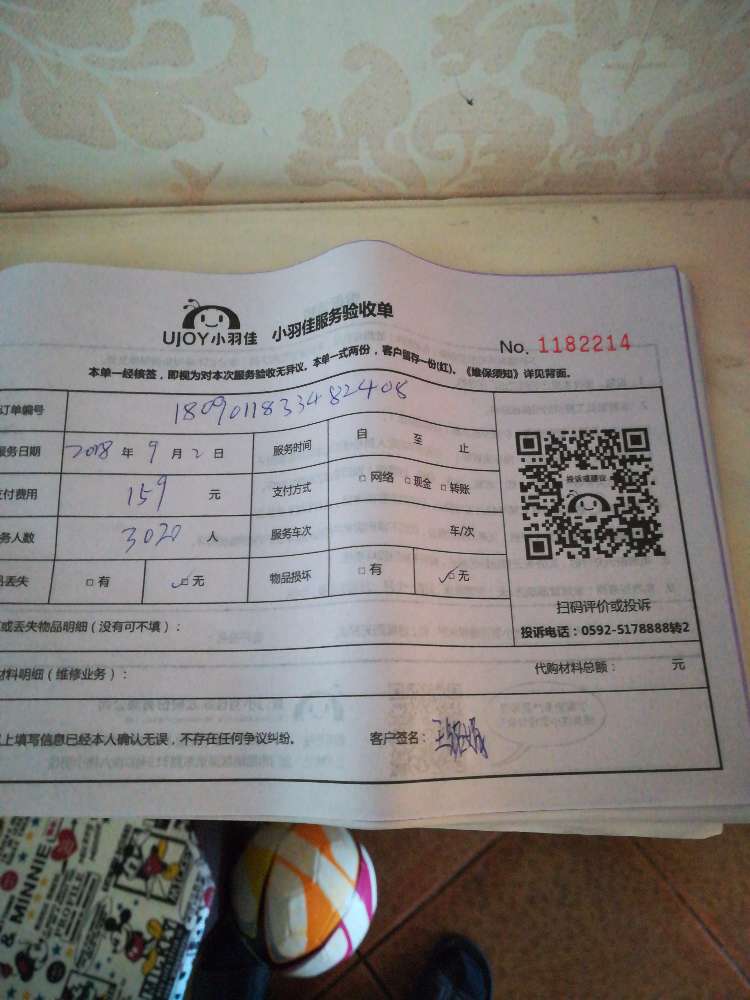 UJOY小羽佳 小羽佳服务验收单
No. 1182214
本单一经核签，即视为对本次服务验收无异议。本单一式两份，客户留存一份(红)。《维保须知》详见背面。
订单编号 1809011833482408
服务日期 2018 年 9 月 2 日 服务时间 自 至 止
支付费用 159 元 支付方式 □ 网络 □ 现金 □ 转账
务人数 3020 人 服务车次 车/次
品丢失 □ 有 ☑ 无 物品损坏 □ 有 ☑ 无
投诉或建议
扫码评价或投诉
投诉电话：0592-5178888转2
或丢失物品明细（没有可不填）：
材料明细（维修业务）： 代购材料总额： 元
上填写信息已经本人确认无误，不存在任何争议纠纷。 客户签名：
MINNIE
PROFILE